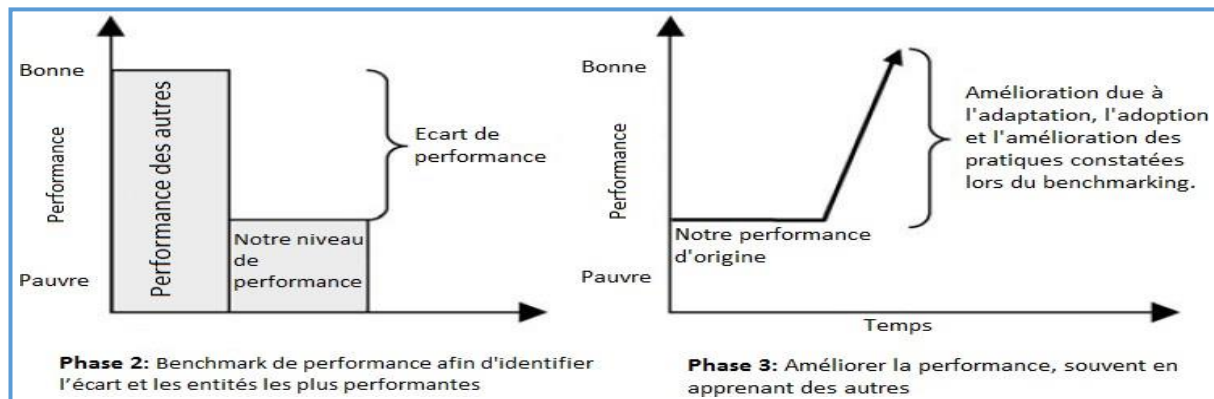 Bonne
Performance
Pauvre
Performance des autres
Notre niveau
de
performance
Ecart de
performance
Phase 2: Benchmark de performance afin d'identifier
l’écart et les entités les plus performantes
Bonne
Performance
Pauvre
Notre performance
d'origine
Temps
Amélioration due à
l'adaptation, l'adoption
et l'amélioration des
pratiques constatées
lors du benchmarking.
Phase 3: Améliorer la performance, souvent en
apprenant des autres